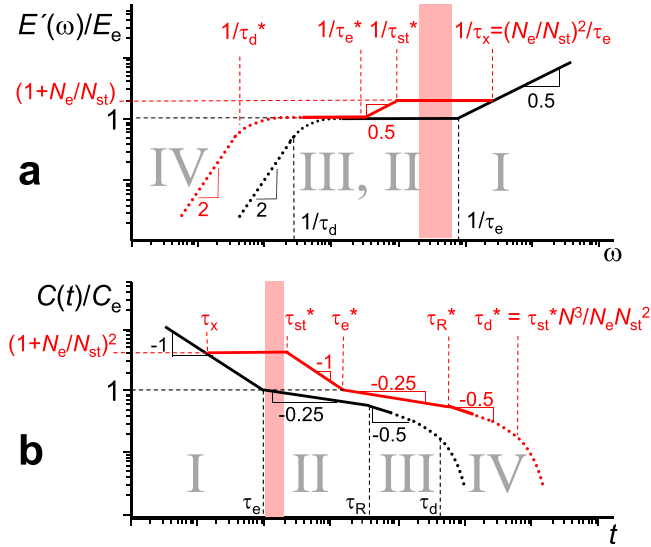 E´(ω)/Eₑ 1/τd* 1/τe* 1/τst* 1/τx=(Ne/Nst)²/τe
(1+Ne/Nst)
0.5
1
0.5
a IV III, II I
2 2
1/τd 1/τe
ω
C(t)/Ce
τx τst* τe* τR* τd* = τst*N³/NeNst²
(1+Ne/Nst)²
-1
-1
1
-0.25
-0.25 -0.5
-0.5
b I II III IV
τe τR τd
t